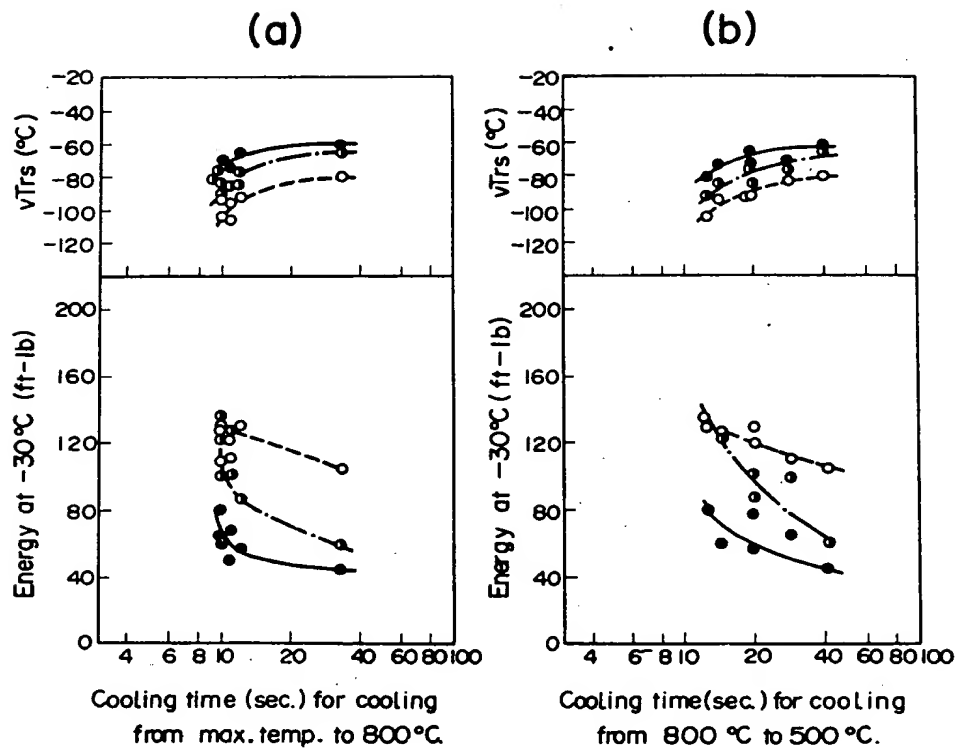 (a)
(b)
vTrs (°C)
-20
-40
-60
-80
-100
-120
vTrs (°C)
-20
-40
-60
-80
-100
-120
Energy at -30°C (ft-lb)
200
160
120
80
40
0
Energy at -30°C (ft-lb)
200
160
120
80
40
0
4 6 8 10 20 40 60 80 100
4 6 8 10 20 40 60 80 100
Cooling time (sec.) for cooling
from max. temp. to 800°C.
Cooling time (sec.) for cooling
from 800 °C to 500°C.